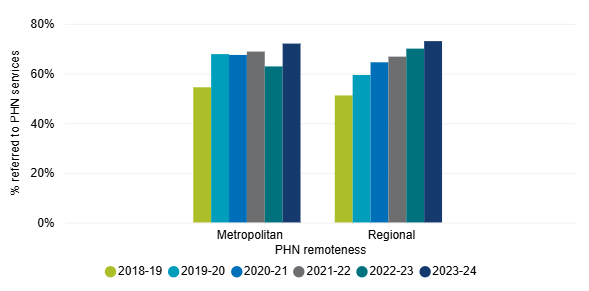 80%
60%
40%
20%
0%
% referred to PHN services
Metropolitan Regional
PHN remoteness
2018-19 2019-20 2020-21 2021-22 2022-23 2023-24